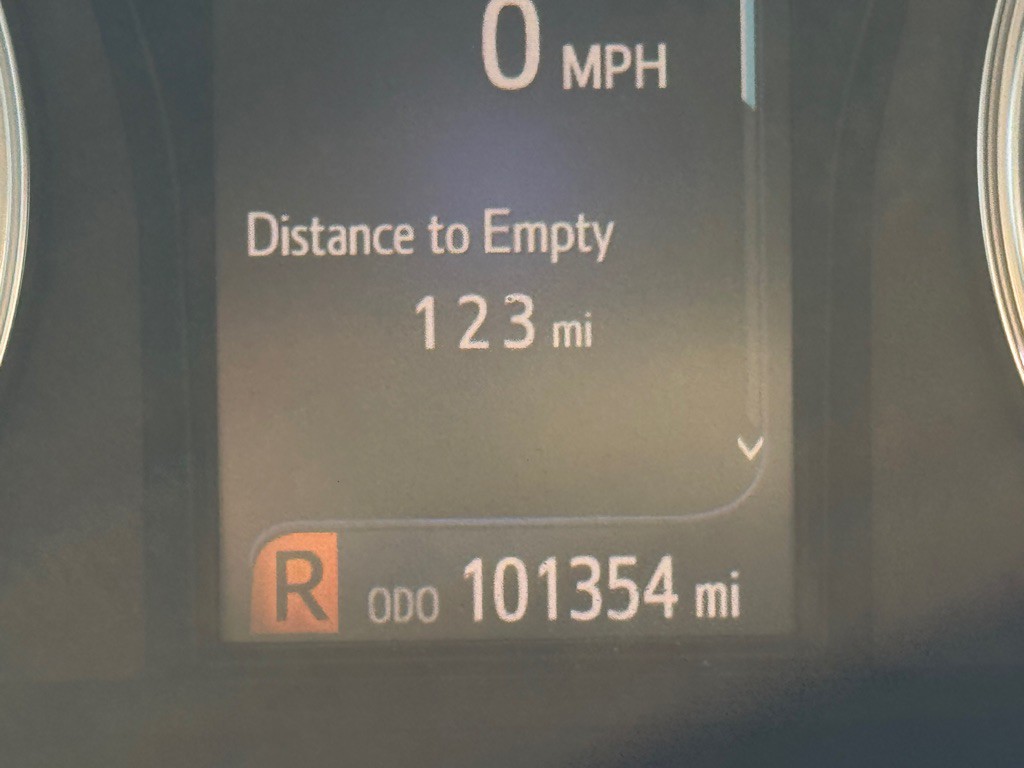 0 MPH
Distance to Empty
123 mi
R ODO 101354 mi